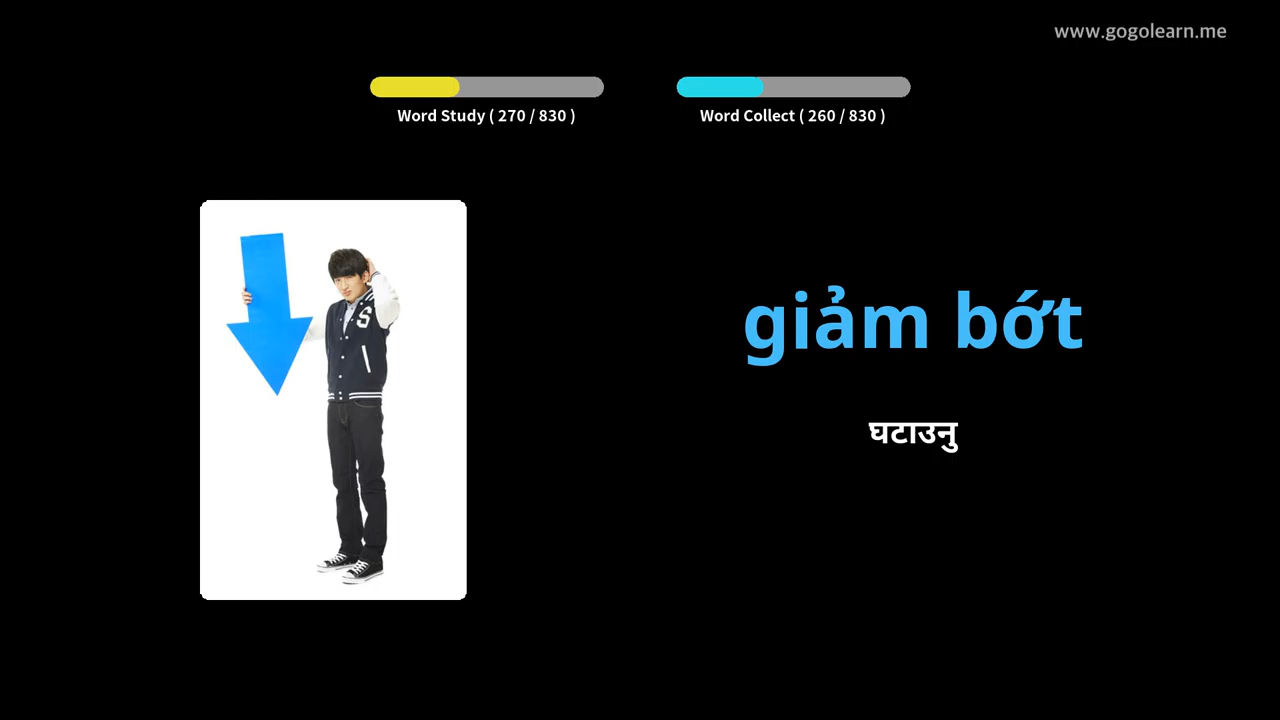 www.gogolearn.me
Word Study ( 270 / 830 )
Word Collect ( 260 / 830 )
S
giảm bớt
घटाउनु